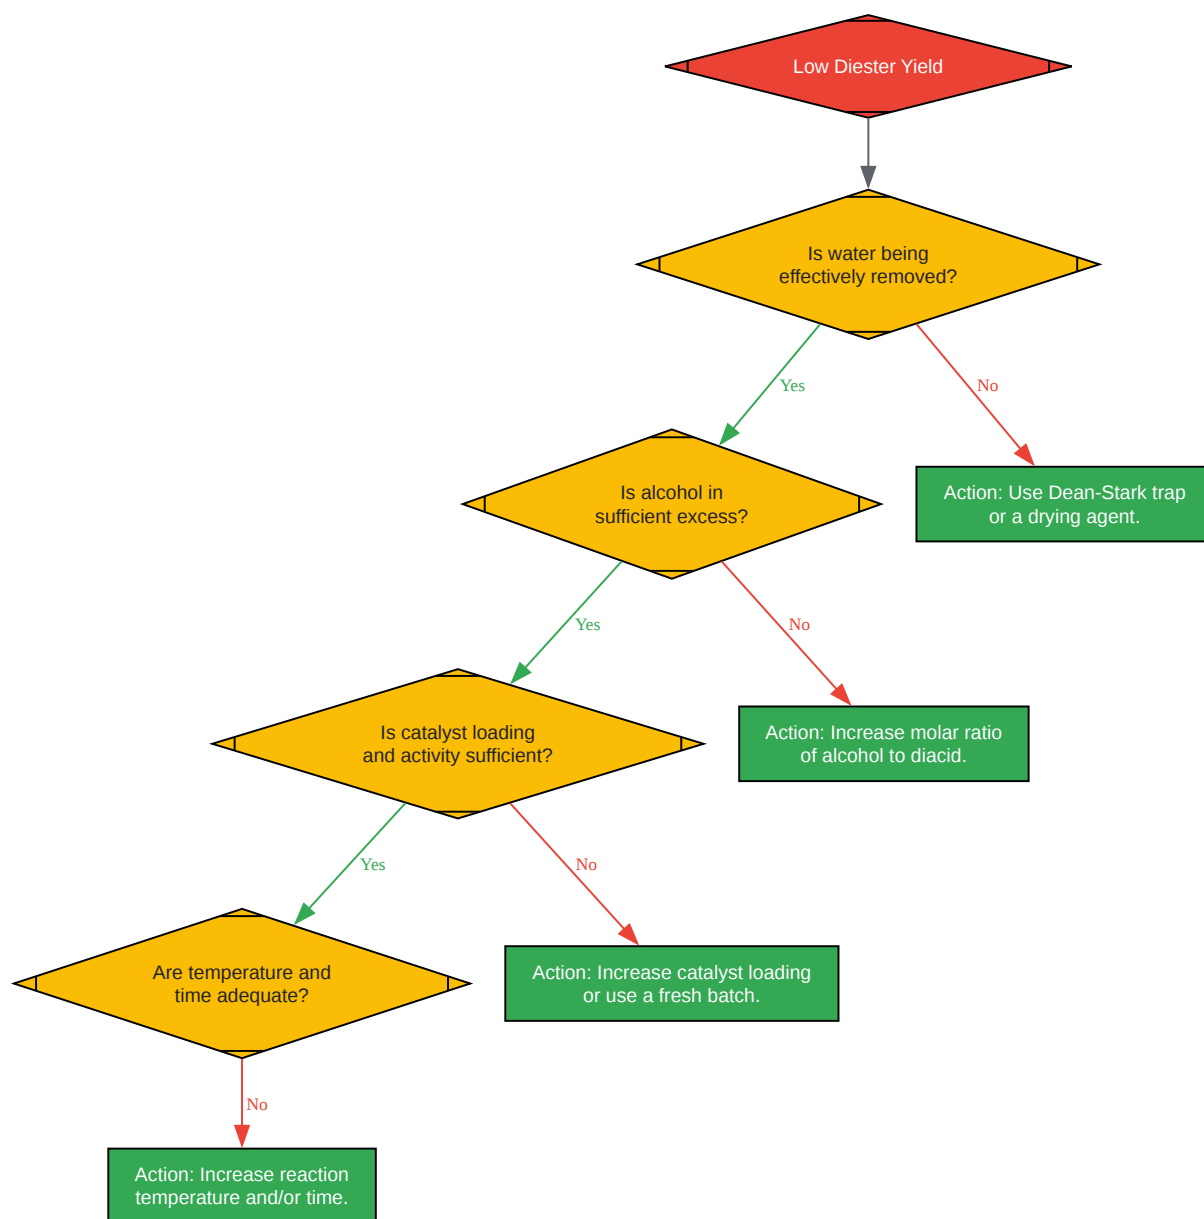 Low Diester Yield
Is water being
effectively removed?
Yes
No
Is alcohol in
sufficient excess?
Action: Use Dean-Stark trap
or a drying agent.
Yes
No
Is catalyst loading
and activity sufficient?
Action: Increase molar ratio
of alcohol to diacid.
Yes
No
Are temperature and
time adequate?
Action: Increase catalyst loading
or use a fresh batch.
No
Action: Increase reaction
temperature and/or time.